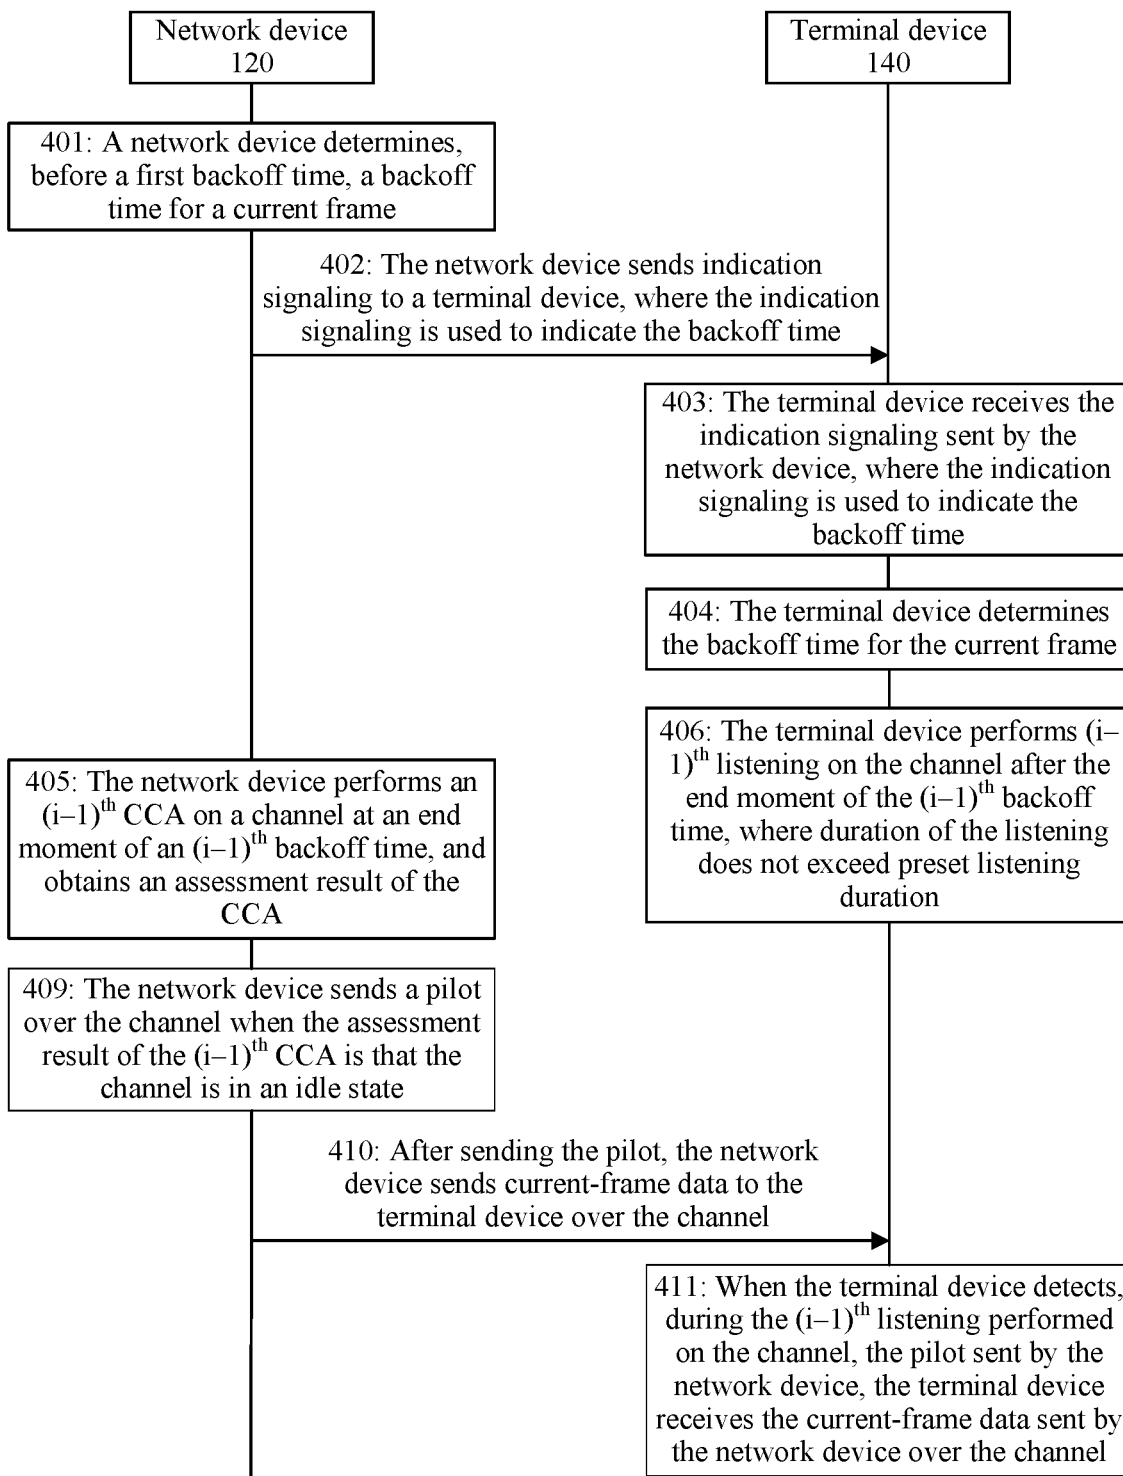 Network device
120
Terminal device
140
401: A network device determines,
before a first backoff time, a backoff
time for a current frame
402: The network device sends indication
signaling to a terminal device, where the indication
signaling is used to indicate the backoff time
403: The terminal device receives the
indication signaling sent by the
network device, where the indication
signaling is used to indicate the
backoff time
404: The terminal device determines
the backoff time for the current frame
406: The terminal device performs (i–
1)th listening on the channel after the
end moment of the (i–1)th backoff
time, where duration of the listening
does not exceed preset listening
duration
405: The network device performs an
(i–1)th CCA on a channel at an end
moment of an (i–1)th backoff time, and
obtains an assessment result of the
CCA
409: The network device sends a pilot
over the channel when the assessment
result of the (i–1)th CCA is that the
channel is in an idle state
410: After sending the pilot, the network
device sends current-frame data to the
terminal device over the channel
411: When the terminal device detects,
during the (i–1)th listening performed
on the channel, the pilot sent by the
network device, the terminal device
receives the current-frame data sent by
the network device over the channel